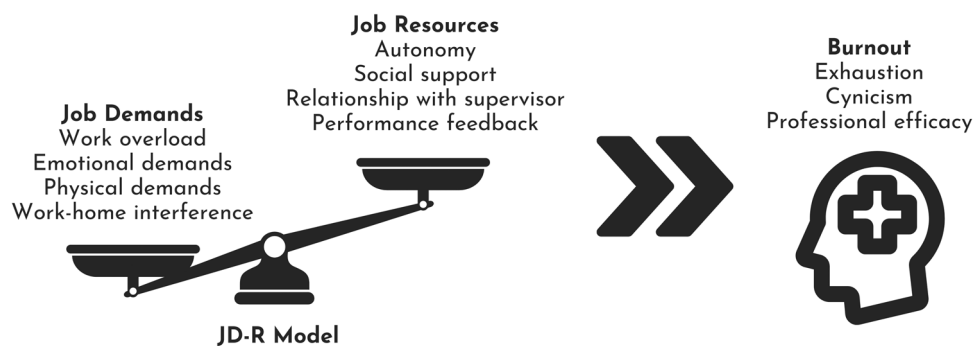 Job Demands
Work overload
Emotional demands
Physical demands
Work-home interference
Job Resources
Autonomy
Social support
Relationship with supervisor
Performance feedback
JD-R Model
Burnout
Exhaustion
Cynicism
Professional efficacy